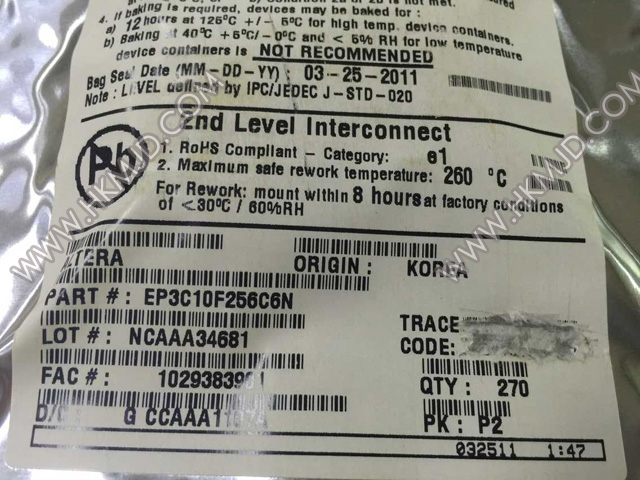 4. If baking is required, devices may be baked for :
a) 12 hours at 125°C +/- 5°C for high temp. device containers.
b) Baking at 40°C +5°C/-0°C and < 5% RH for low temperature
device containers is NOT RECOMMENDED
Bag Seal Date (MM-DD-YY) : 03-25-2011
Note : LEVEL defined by IPC/JEDEC J-STD-020
Pb
2nd Level Interconnect
1. RoHS Compliant - Category: e1
2. Maximum safe rework temperature: 260 °C
For Rework: mount within 8 hours at factory conditions
of <30°C / 60%RH
ALTERA ORIGIN : KOREA
PART # : EP3C10F256C6N
LOT # : NCAAA34681 TRACE
CODE:
FAC # : QTY : 270
D/C : G PK : P2
032511 1:47
WWW.HKMJD.COM